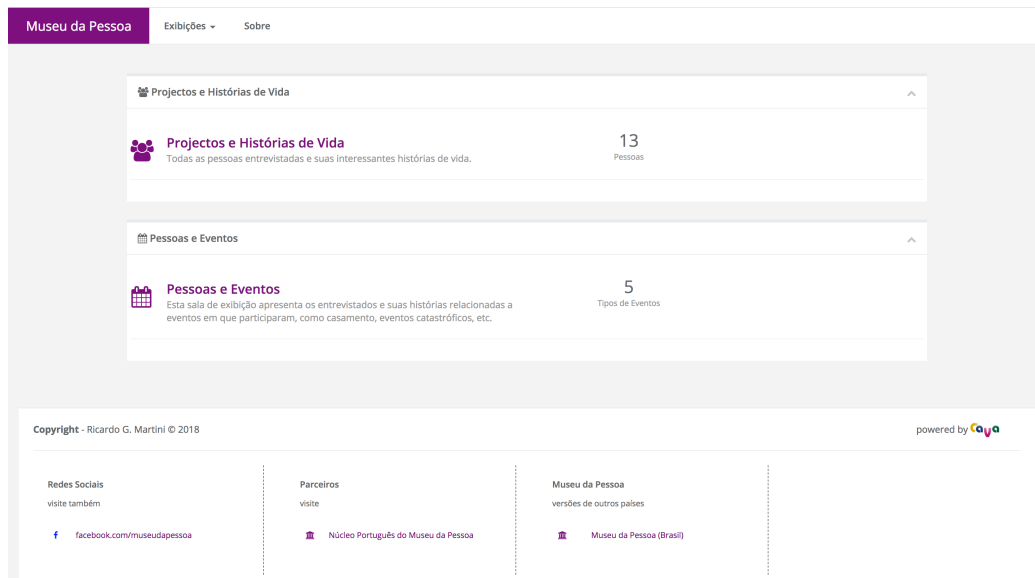 Museu da Pessoa Exibições Sobre
Projectos e Histórias de Vida
Projectos e Histórias de Vida
Todas as pessoas entrevistadas e suas interessantes histórias de vida.
13
Pessoas
Pessoas e Eventos
Pessoas e Eventos
Esta sala de exibição apresenta os entrevistados e suas histórias relacionadas a
eventos em que participaram, como casamento, eventos catastróficos, etc.
5
Tipos de Eventos
Copyright - Ricardo G. Martini © 2018
powered by Cava
Redes Sociais
visite também
facebook.com/museudapessoa
Parceiros
visite
Núcleo Português do Museu da Pessoa
Museu da Pessoa
versões de outros países
Museu da Pessoa (Brasil)